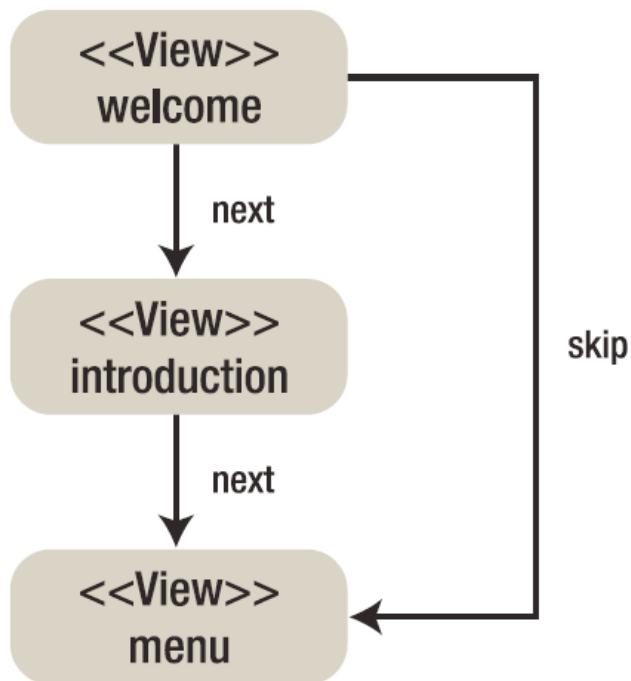 <<View>>
welcome
next
<<View>>
introduction
skip
next
<<View>>
menu